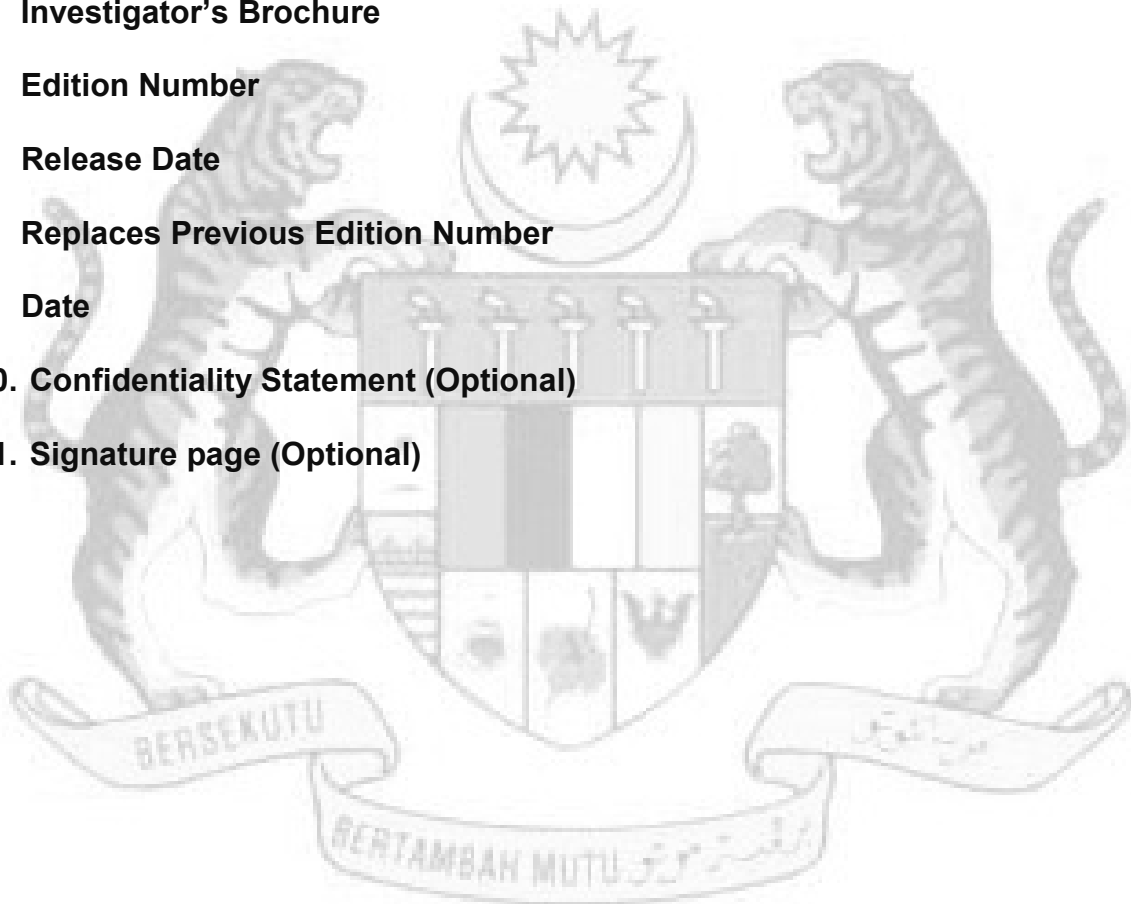 Investigator's Brochure
Edition Number
Release Date
Replaces Previous Edition Number
Date
0. Confidentiality Statement (Optional)
1. Signature page (Optional)
BERSEKUTU
BERTAMBAH MUTU